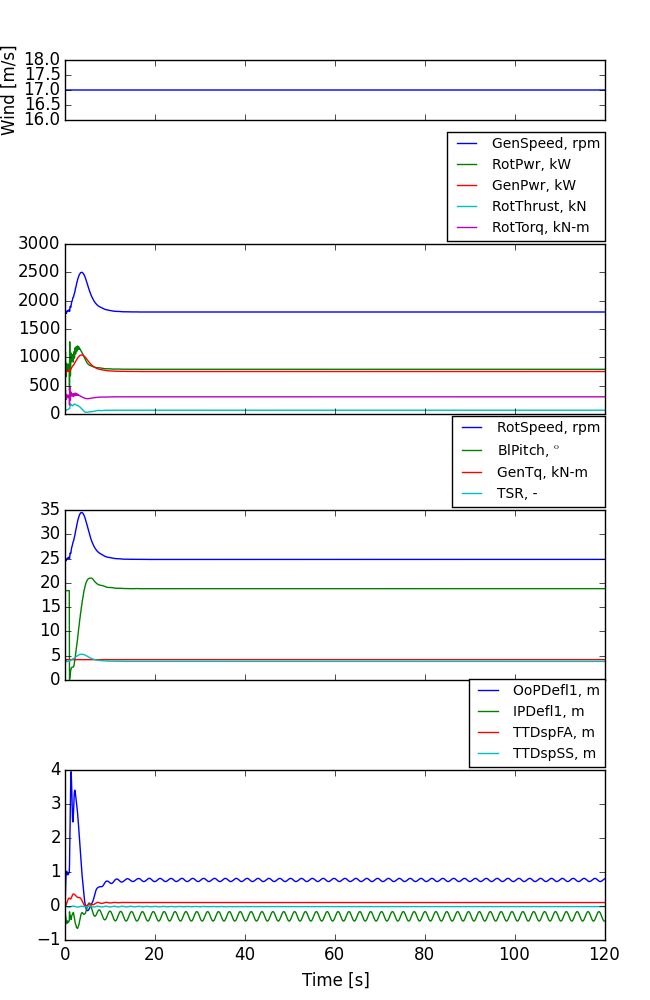 Wind [m/s]
18.0
17.5
17.0
16.5
16.0
GenSpeed, rpm
RotPwr, kW
GenPwr, kW
RotThrust, kN
RotTorq, kN-m
3000
2500
2000
1500
1000
500
0
RotSpeed, rpm
BlPitch, °
GenTq, kN-m
TSR, -
35
30
25
20
15
10
5
0
OoPDefl1, m
IPDefl1, m
TTDspFA, m
TTDspSS, m
4
3
2
1
0
−1
0 20 40 60 80 100 120
Time [s]